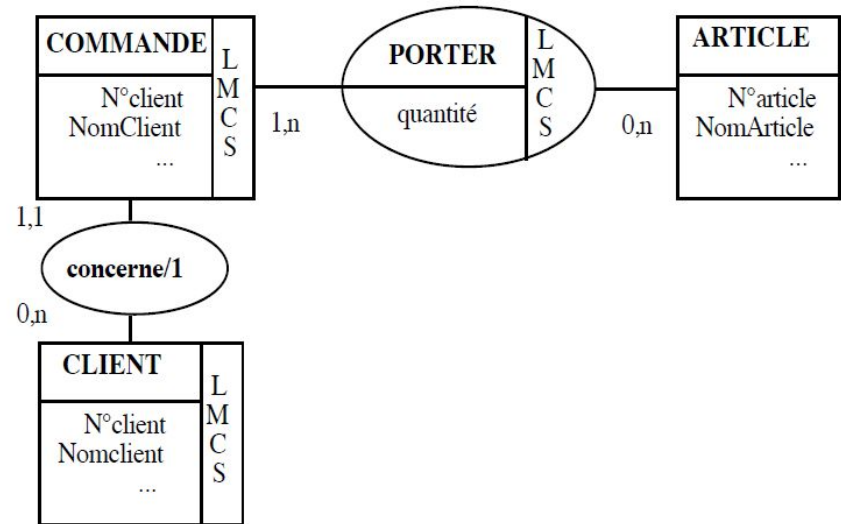 COMMANDE
N°client
NomClient
...
L
M
C
S
1,n
PORTER
quantité
L
M
C
S
0,n
ARTICLE
N°article
NomArticle
...
1,1
concerne/1
0,n
CLIENT
N°client
Nomclient
...
L
M
C
S